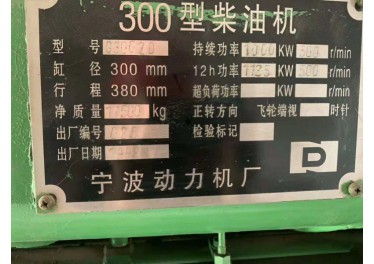 300型柴油机
型号 持续功率 1000 KW 500 r/min
缸径 300 mm 12h功率 KW 500 r/min
行程 380 mm 超负荷功率 KW r/min
净质量 kg 正转方向 飞轮端视 时针
出厂编号 检验标记
出厂日期
宁波动力机厂